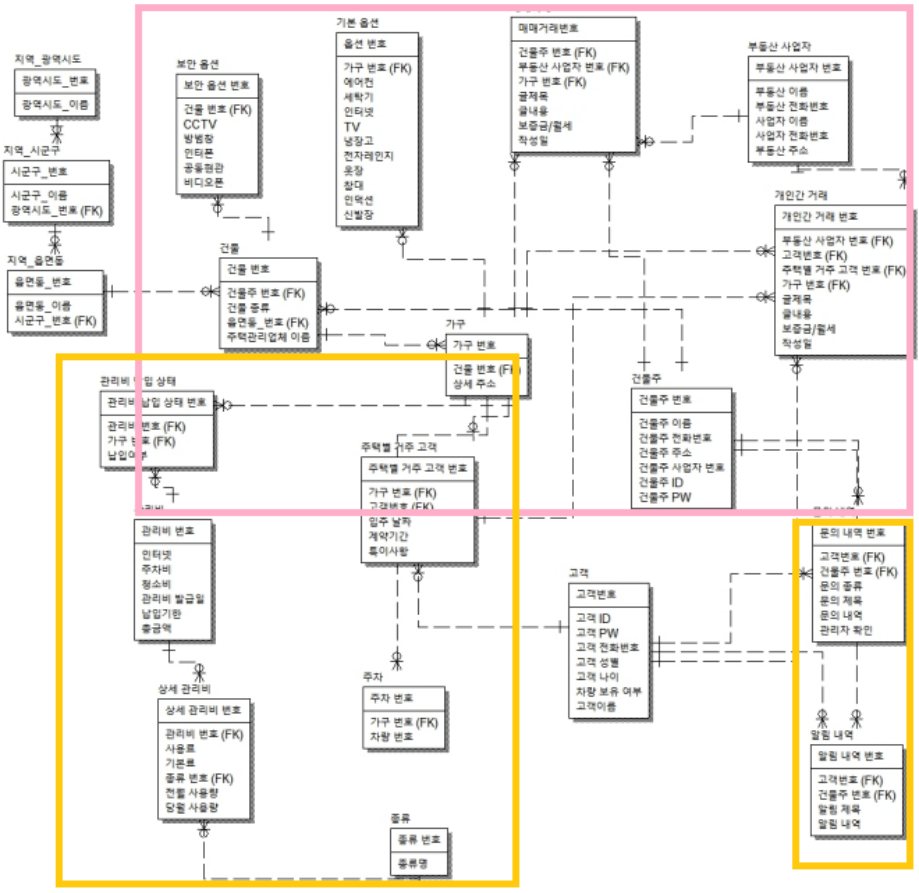 지역_광역시도
광역시도_번호
광역시도_이름
지역_시군구
시군구_번호
시군구_이름
광역시도_번호 (FK)
지역_읍면동
읍면동_번호
읍면동_이름
시군구_번호 (FK)
보안 옵션
보안 옵션 번호
건물 번호 (FK)
CCTV
방범창
인터폰
공동현관
비디오폰
기본 옵션
옵션 번호
가구 번호 (FK)
에어컨
세탁기
인터넷
TV
냉장고
전자레인지
옷장
침대
인덕션
신발장
매매거래번호
건물주 번호 (FK)
부동산 사업자 번호 (FK)
가구 번호 (FK)
글제목
글내용
보증금/월세
작성일
부동산 사업자
부동산 사업자 번호
부동산 이름
부동산 전화번호
사업자 이름
사업자 전화번호
부동산 주소
개인간 거래
개인간 거래 번호
부동산 사업자 번호 (FK)
고객번호 (FK)
주택별 거주 고객 번호 (FK)
가구 번호 (FK)
글제목
글내용
보증금/월세
작성일
건물
건물 번호
건물주 번호 (FK)
건물 종류
읍면동_번호 (FK)
주택관리업체 이름
가구
가구 번호
건물 번호 (FK)
상세 주소
건물주
건물주 번호
건물주 이름
건물주 전화번호
건물주 주소
건물주 사업자 번호
건물주 ID
건물주 PW
관리비 납입 상태
관리비 납입 상태 번호
관리비 번호 (FK)
가구 번호 (FK)
납입여부
주택별 거주 고객
주택별 거주 고객 번호
가구 번호 (FK)
고객번호 (FK)
입주 날짜
계약기간
특이사항
관리비 번호
인터넷
주차비
청소비
관리비 발급일
납입기한
총금액
상세 관리비
상세 관리비 번호
관리비 번호 (FK)
사용료
기본료
종류 번호 (FK)
전월 사용량
당월 사용량
주차
주차 번호
가구 번호 (FK)
차량 번호
종류
종류 번호
종류명
고객
고객번호
고객 ID
고객 PW
고객 전화번호
고객 성별
고객 나이
차량 보유 여부
고객이름
문의 내역 번호
고객번호 (FK)
건물주 번호 (FK)
문의 종류
문의 제목
문의 내역
관리자 확인
알림 내역
알림 내역 번호
고객번호 (FK)
건물주 번호 (FK)
알림 제목
알림 내역